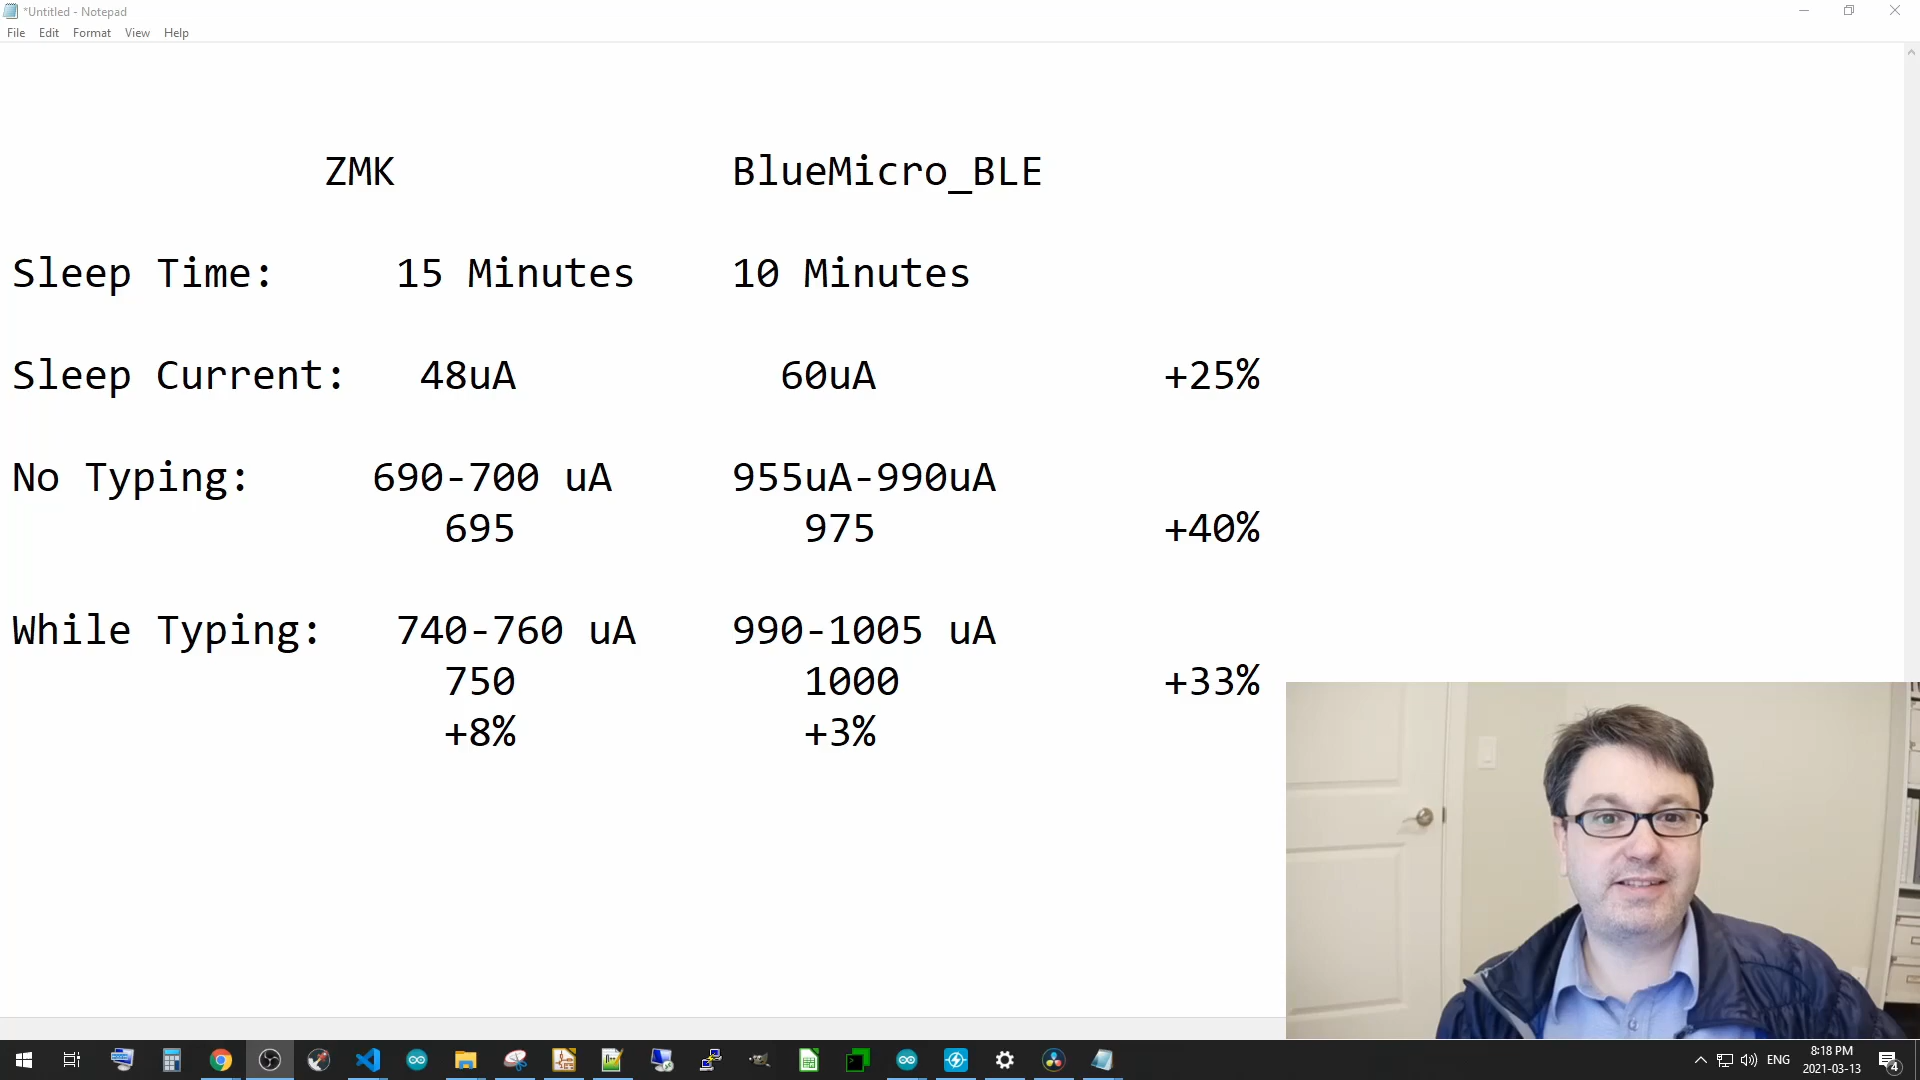 *Untitled - Notepad
File Edit Format View Help
ZMK BlueMicro_BLE
Sleep Time: 15 Minutes 10 Minutes
Sleep Current: 48uA 60uA +25%
No Typing: 690-700 uA 955uA-990uA
695 975 +40%
While Typing: 740-760 uA 990-1005 uA
750 1000 +33%
+8% +3%
ENG
8:18 PM
2021-03-13
4